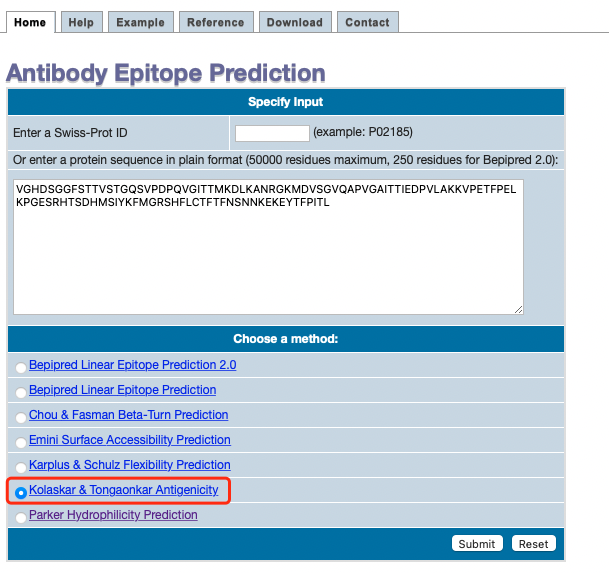 Home Help Example Reference Download Contact
Antibody Epitope Prediction
Specify Input
Enter a Swiss-Prot ID (example: P02185)
Or enter a protein sequence in plain format (50000 residues maximum, 250 residues for Bepipred 2.0):
VGHDSGGFSTTVSTGQSVPDPQVGITTMKDLKANRGKMDVSGVQAPVGAITTIEDPVLAKKVPETFPEL
KPGESRHTSDHMSIYKFMGRSHFLCTFTFNSNNKEKEYTFPITL
Choose a method:
Bepipred Linear Epitope Prediction 2.0
Bepipred Linear Epitope Prediction
Chou & Fasman Beta-Turn Prediction
Emini Surface Accessibility Prediction
Karplus & Schulz Flexibility Prediction
Kolaskar & Tongaonkar Antigenicity
Parker Hydrophilicity Prediction
Submit Reset